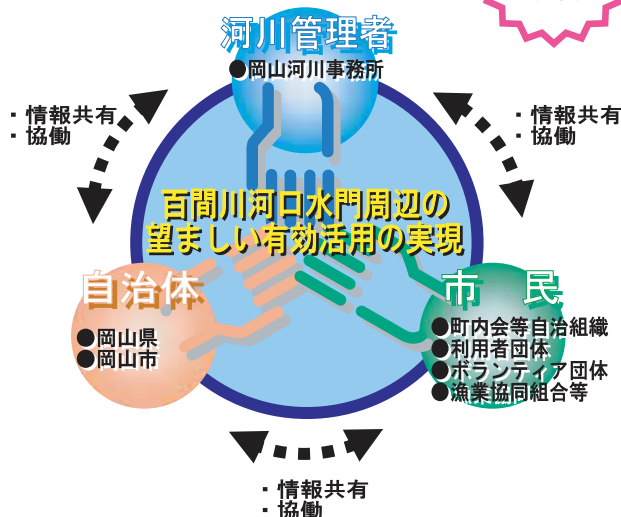 河川管理者
●岡山河川事務所
・情報共有
・協働
・情報共有
・協働
百間川河口水門周辺の
望ましい有効活用の実現
自治体
●岡山県
●岡山市
市　民
●町内会等自治組織
●利用者団体
●ボランティア団体
●漁業協同組合等
・情報共有
・協働